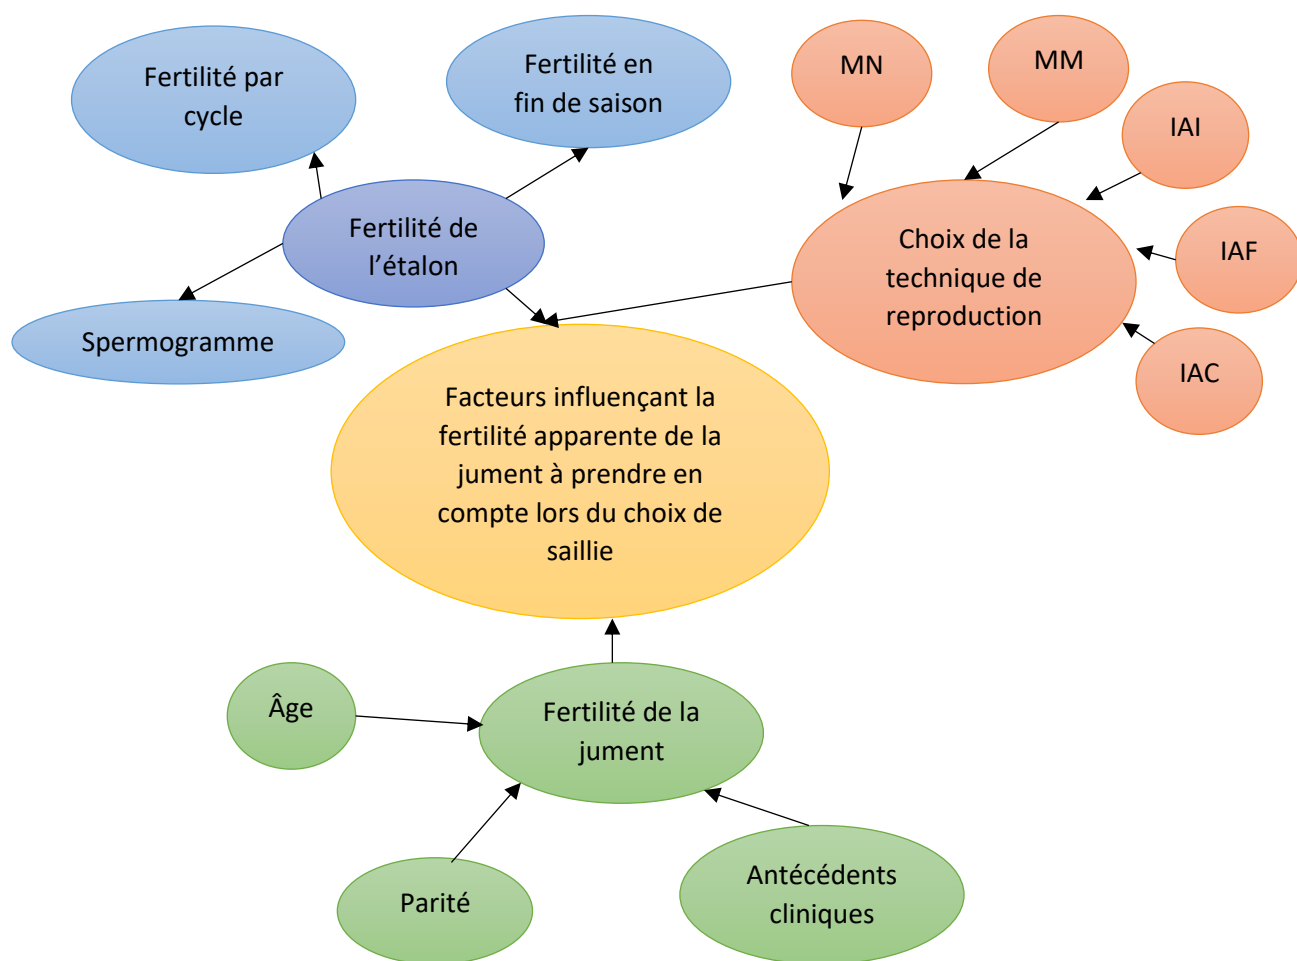 Fertilité par
cycle
Fertilité en
fin de saison
MN
MM
IAI
Fertilité de
l’étalon
Choix de la
technique de
reproduction
IAF
Spermogramme
IAC
Facteurs influençant la
fertilité apparente de la
jument à prendre en
compte lors du choix de
saillie
Âge
Fertilité de la
jument
Parité
Antécédents
cliniques